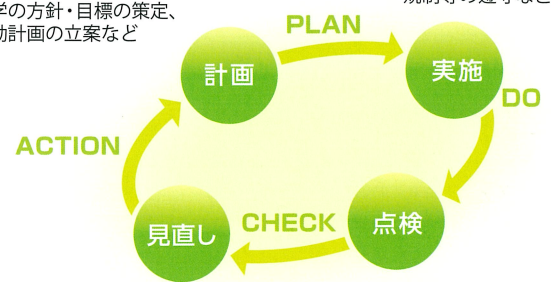 学の方針・目標の策定、
動計画の立案など
PLAN
計画
実施
DO
ACTION
見直し
CHECK
点検